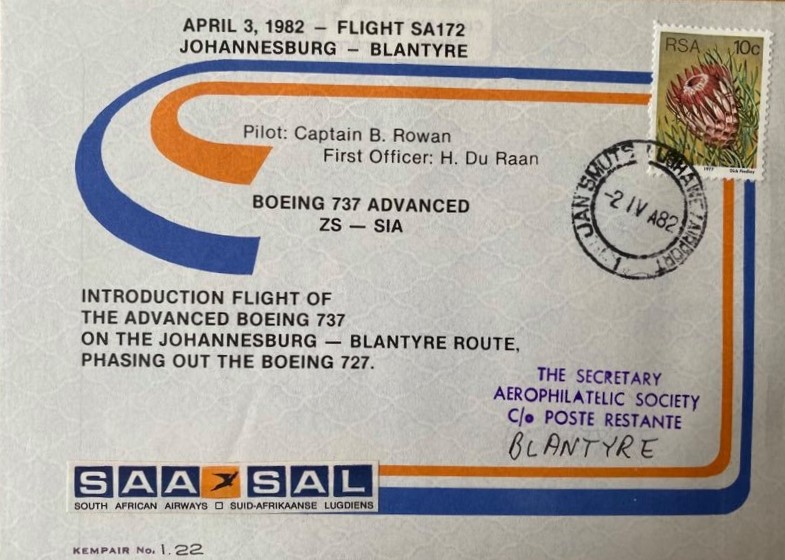 APRIL 3, 1982 — FLIGHT SA172
JOHANNESBURG — BLANTYRE
RSA 10c
Pilot: Captain B. Rowan
First Officer: H. Du Raan
1977 Dick Findlay
JAN SMUTS LUGHAWE / AIRPORT
-2 IV A82
1
BOEING 737 ADVANCED
ZS — SIA
INTRODUCTION FLIGHT OF
THE ADVANCED BOEING 737
ON THE JOHANNESBURG — BLANTYRE ROUTE,
PHASING OUT THE BOEING 727.
THE SECRETARY
AEROPHILATELIC SOCIETY
C/o POSTE RESTANTE
BLANTYRE
SAA SAL
SOUTH AFRICAN AIRWAYS □ SUID-AFRIKAANSE LUGDIENS
KEMPAIR No. 1.22